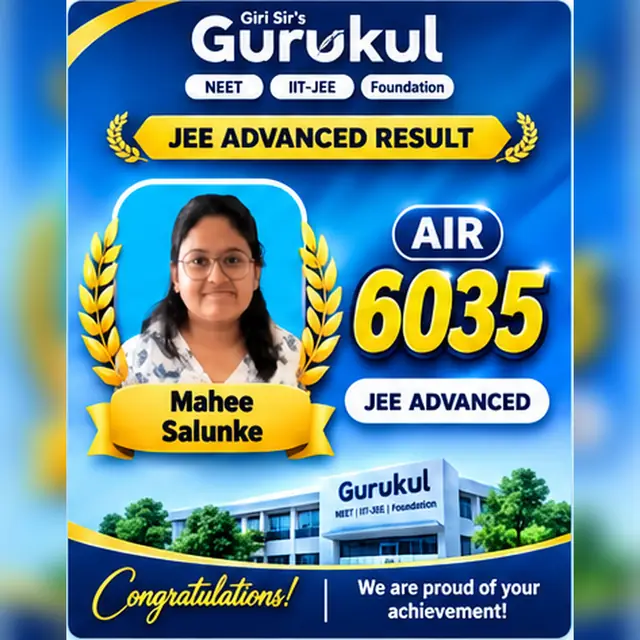 Giri Sir's
Gurukul
NEET IIT-JEE Foundation
JEE ADVANCED RESULT
AIR
6035
JEE ADVANCED
Mahee
Salunke
Gurukul
NEET | IIT-JEE | Foundation
Congratulations!
We are proud of your
achievement!